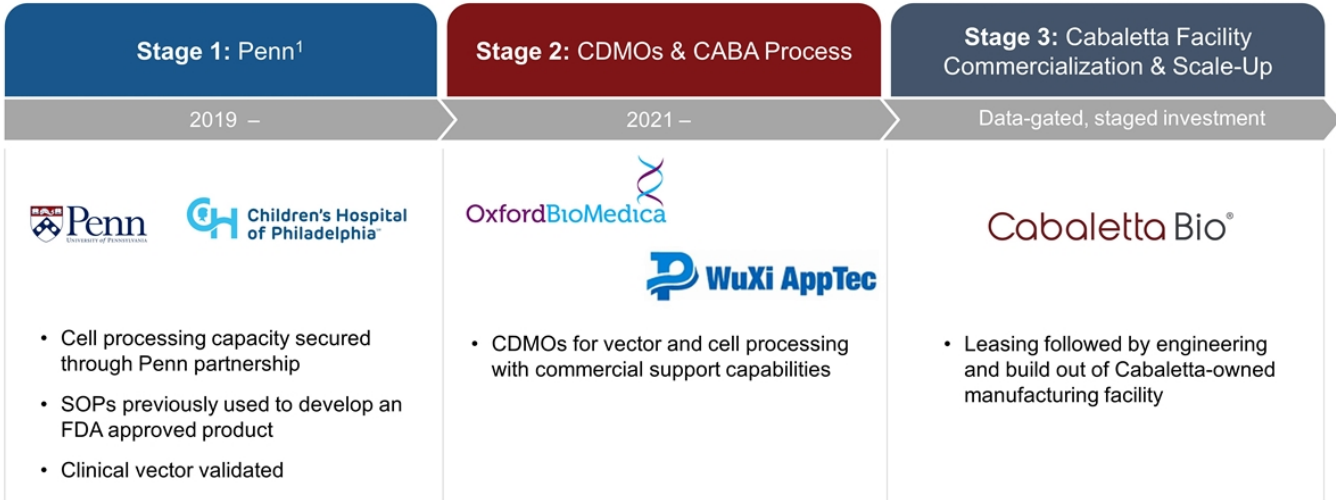 Stage 1: Penn¹
2019 –
Penn
UNIVERSITY of PENNSYLVANIA
CH
Children's Hospital
of Philadelphia™
• Cell processing capacity secured
through Penn partnership
• SOPs previously used to develop an
FDA approved product
• Clinical vector validated
Stage 2: CDMOs & CABA Process
2021 –
OxfordBioMedica
WuXi AppTec
• CDMOs for vector and cell processing
with commercial support capabilities
Stage 3: Cabaletta Facility
Commercialization & Scale-Up
Data-gated, staged investment
Cabaletta Bio®
• Leasing followed by engineering
and build out of Cabaletta-owned
manufacturing facility